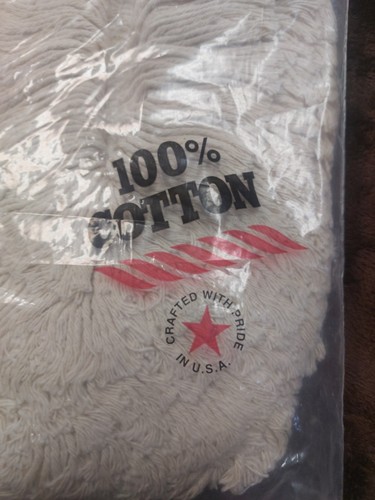 100%
COTTON
CRAFTED WITH PRIDE
IN U.S.A.